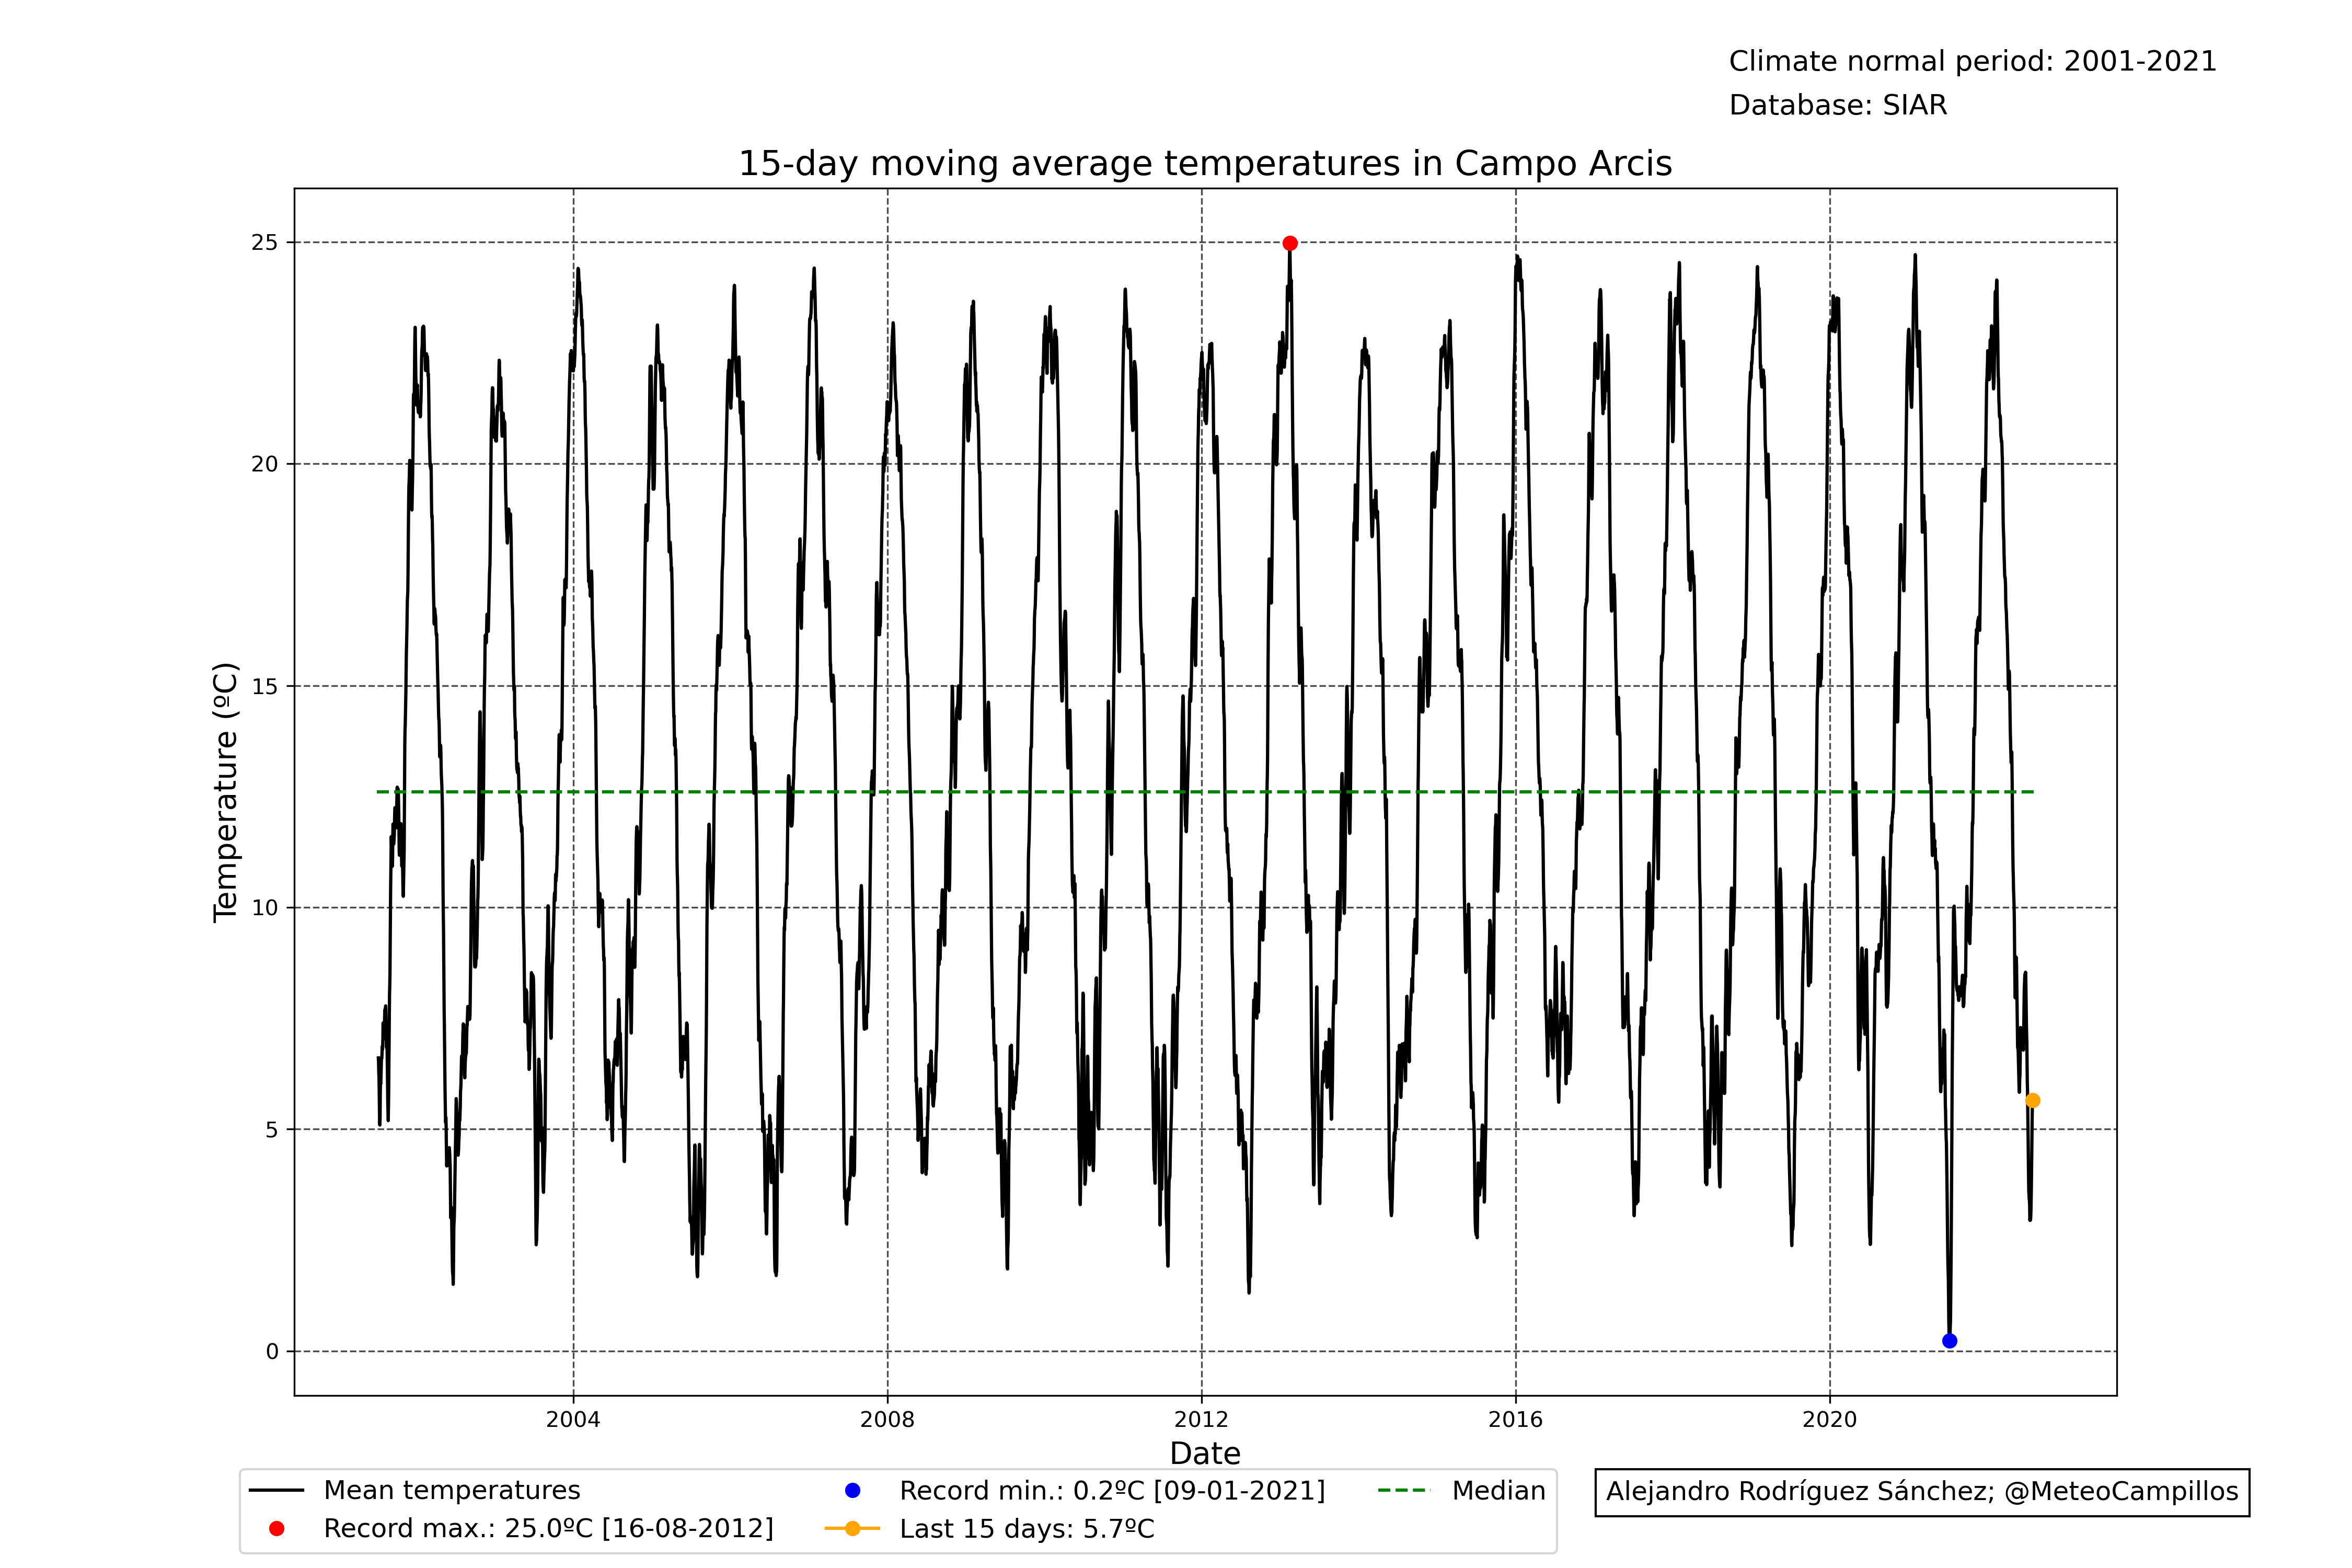 Climate normal period: 2001-2021
Database: SIAR
15-day moving average temperatures in Campo Arcis
Temperature (ºC)
25
20
15
10
5
0
2004 2008 2012 2016 2020
Date
Mean temperatures
Record max.: 25.0ºC [16-08-2012]
Record min.: 0.2ºC [09-01-2021]
Last 15 days: 5.7ºC
Median
Alejandro Rodríguez Sánchez; @MeteoCampillos